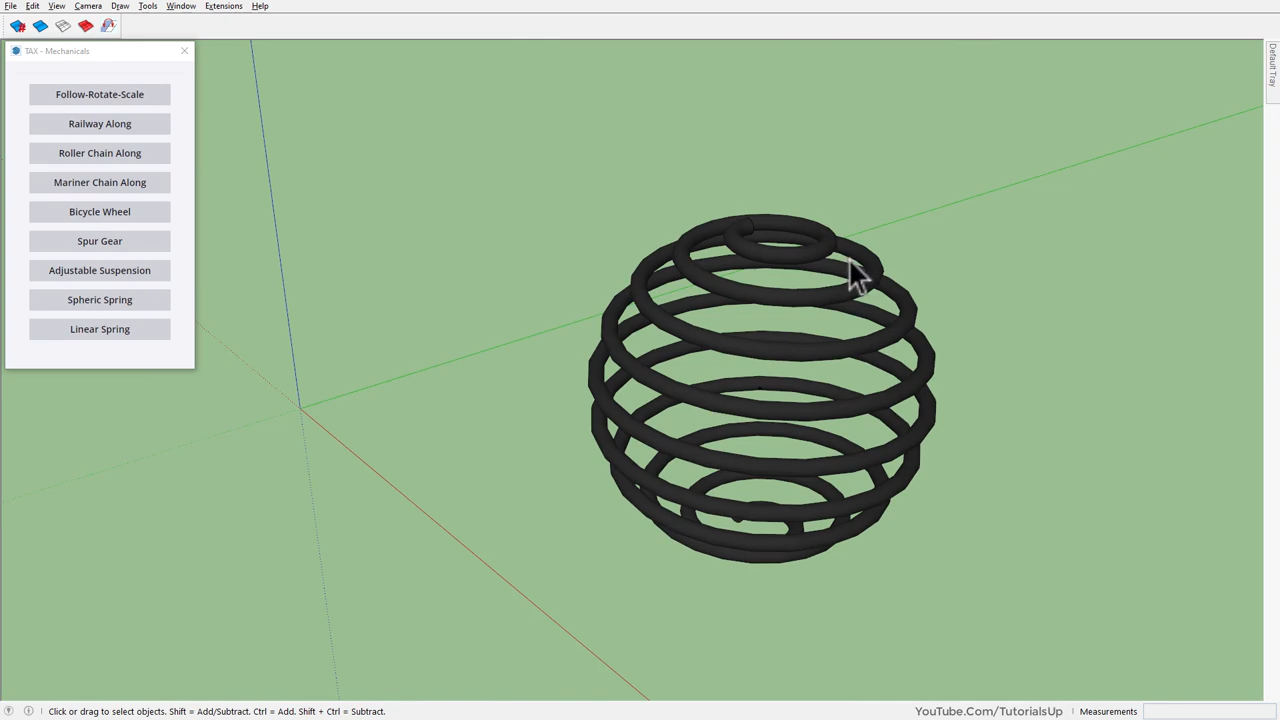 File Edit View Camera Draw Tools Window Extensions Help
TAX - Mechanicals
Follow-Rotate-Scale
Railway Along
Roller Chain Along
Mariner Chain Along
Bicycle Wheel
Spur Gear
Adjustable Suspension
Spheric Spring
Linear Spring
Default Tray
Click or drag to select objects. Shift = Add/Subtract. Ctrl = Add. Shift + Ctrl = Subtract.
YouTube.Com/TutorialsUp
Measurements